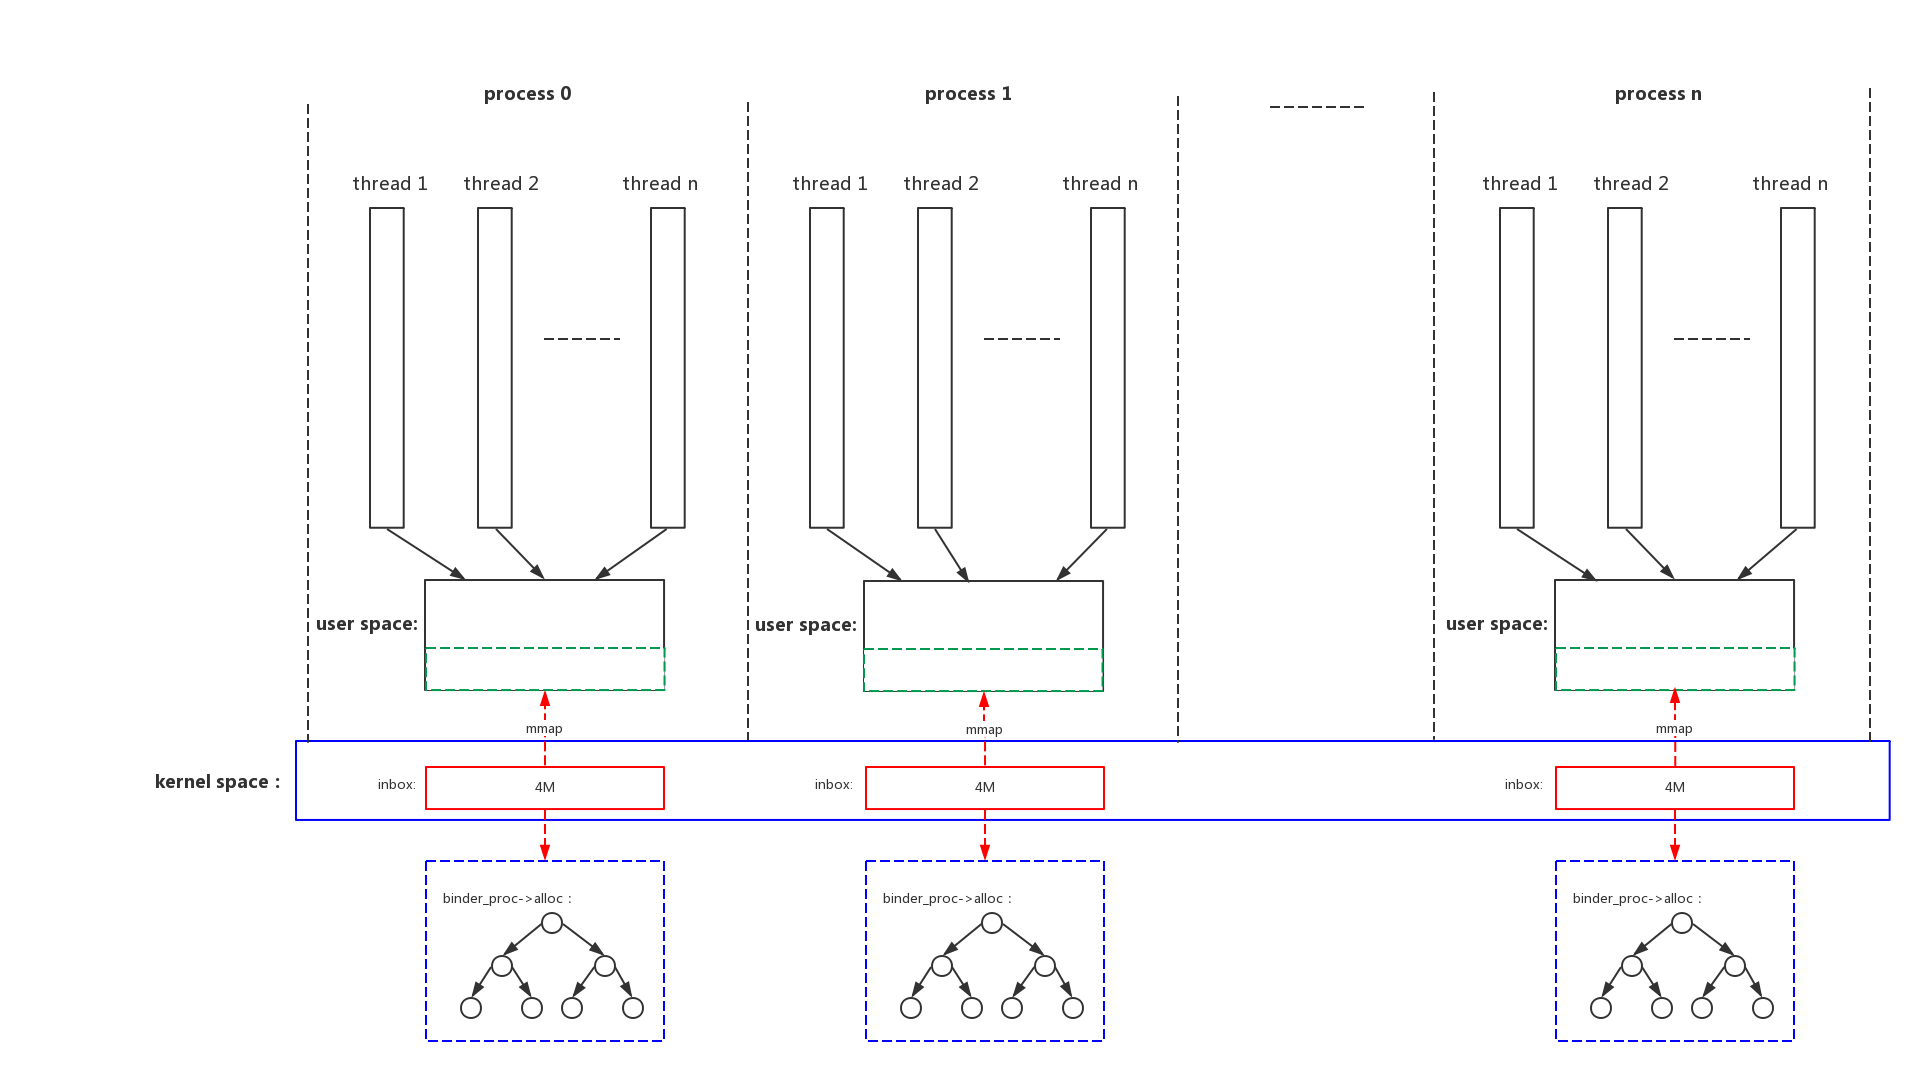 process 0
process 1
process n
thread 1
thread 2
thread n
thread 1
thread 2
thread n
thread 1
thread 2
thread n
user space:
user space:
user space:
mmap
mmap
mmap
kernel space :
inbox:
4M
inbox:
4M
inbox:
4M
binder_proc->alloc :
binder_proc->alloc :
binder_proc->alloc :